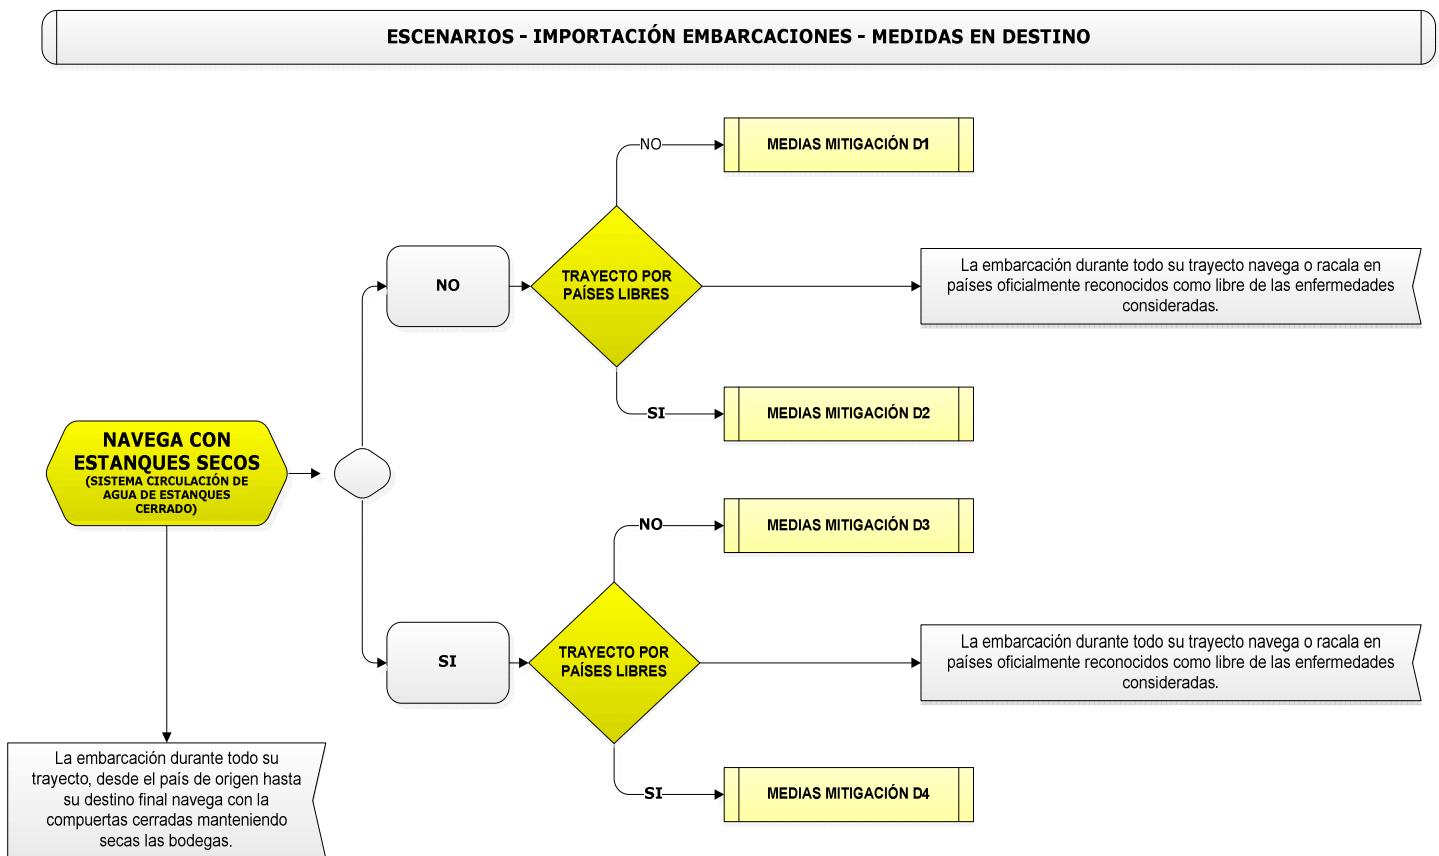 ESCENARIOS - IMPORTACIÓN EMBARCACIONES - MEDIDAS EN DESTINO
NO
MEDIAS MITIGACIÓN D1
NO
TRAYECTO POR
PAÍSES LIBRES
La embarcación durante todo su trayecto navega o racala en
países oficialmente reconocidos como libre de las enfermedades
consideradas.
SI
MEDIAS MITIGACIÓN D2
NAVEGA CON
ESTANQUES SECOS
(SISTEMA CIRCULACIÓN DE
AGUA DE ESTANQUES
CERRADO)
NO
MEDIAS MITIGACIÓN D3
SI
TRAYECTO POR
PAÍSES LIBRES
La embarcación durante todo su trayecto navega o racala en
países oficialmente reconocidos como libre de las enfermedades
consideradas.
SI
MEDIAS MITIGACIÓN D4
La embarcación durante todo su
trayecto, desde el país de origen hasta
su destino final navega con la
compuertas cerradas manteniendo
secas las bodegas.